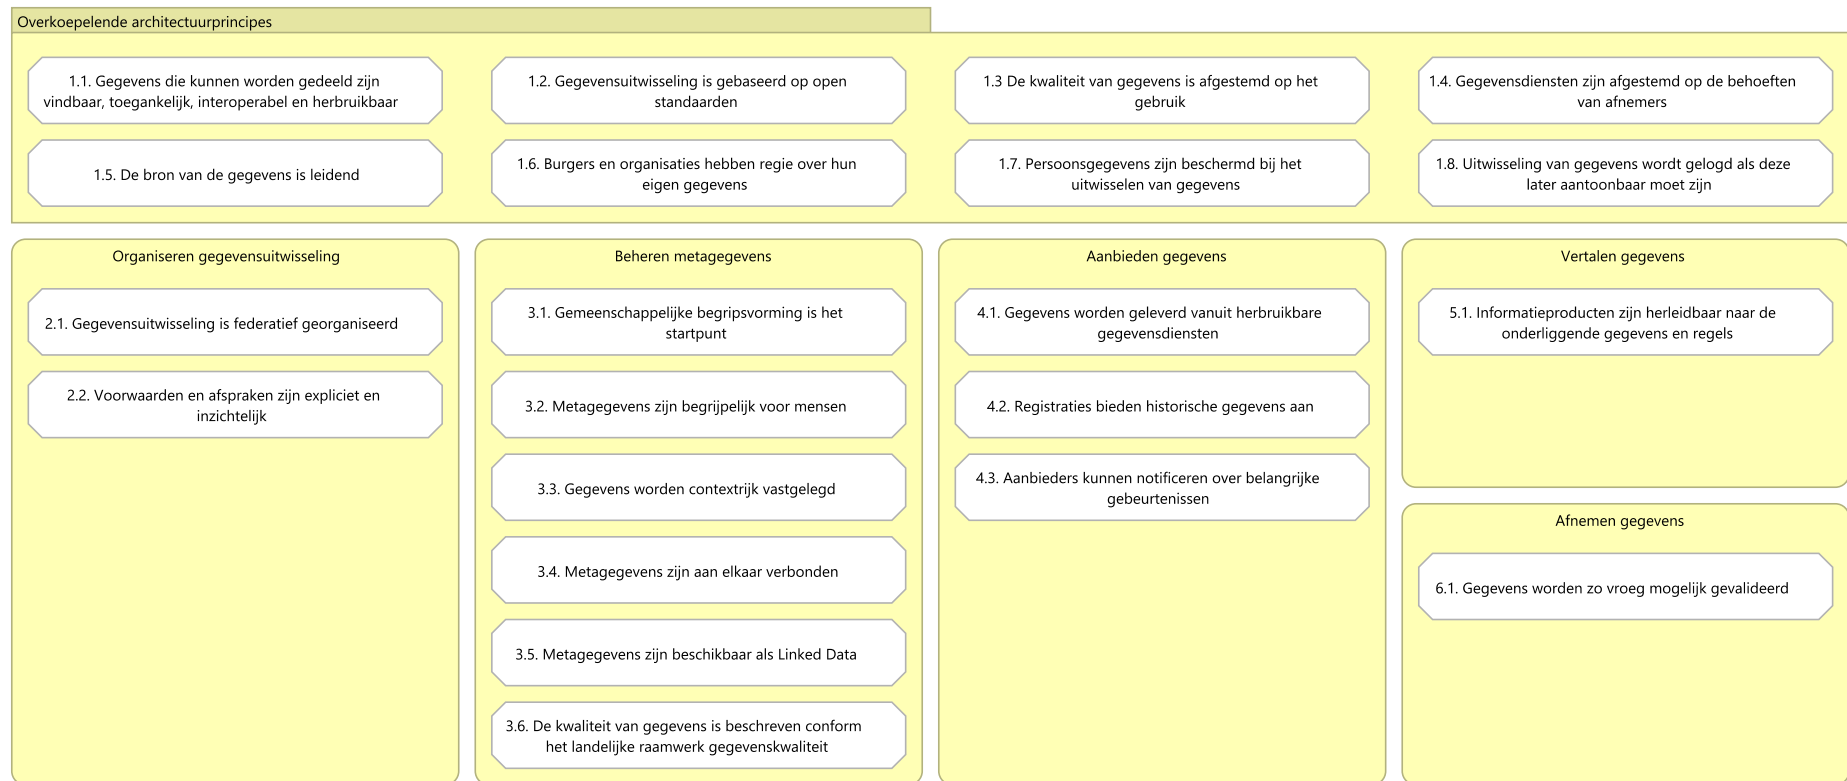 Overkoepelende architectuurprincipes
1.1. Gegevens die kunnen worden gedeeld zijn
vindbaar, toegankelijk, interoperabel en herbruikbaar
1.2. Gegevensuitwisseling is gebaseerd op open
standaarden
1.3 De kwaliteit van gegevens is afgestemd op het
gebruik
1.4. Gegevensdiensten zijn afgestemd op de behoeften
van afnemers
1.5. De bron van de gegevens is leidend
1.6. Burgers en organisaties hebben regie over hun
eigen gegevens
1.7. Persoonsgegevens zijn beschermd bij het
uitwisselen van gegevens
1.8. Uitwisseling van gegevens wordt gelogd als deze
later aantoonbaar moet zijn
Organiseren gegevensuitwisseling
2.1. Gegevensuitwisseling is federatief georganiseerd
2.2. Voorwaarden en afspraken zijn expliciet en
inzichtelijk
Beheren metagegevens
3.1. Gemeenschappelijke begripsvorming is het
startpunt
3.2. Metagegevens zijn begrijpelijk voor mensen
3.3. Gegevens worden contextrijk vastgelegd
3.4. Metagegevens zijn aan elkaar verbonden
3.5. Metagegevens zijn beschikbaar als Linked Data
3.6. De kwaliteit van gegevens is beschreven conform
het landelijke raamwerk gegevenskwaliteit
Aanbieden gegevens
4.1. Gegevens worden geleverd vanuit herbruikbare
gegevensdiensten
4.2. Registraties bieden historische gegevens aan
4.3. Aanbieders kunnen notificeren over belangrijke
gebeurtenissen
Vertalen gegevens
5.1. Informatieproducten zijn herleidbaar naar de
onderliggende gegevens en regels
Afnemen gegevens
6.1. Gegevens worden zo vroeg mogelijk gevalideerd